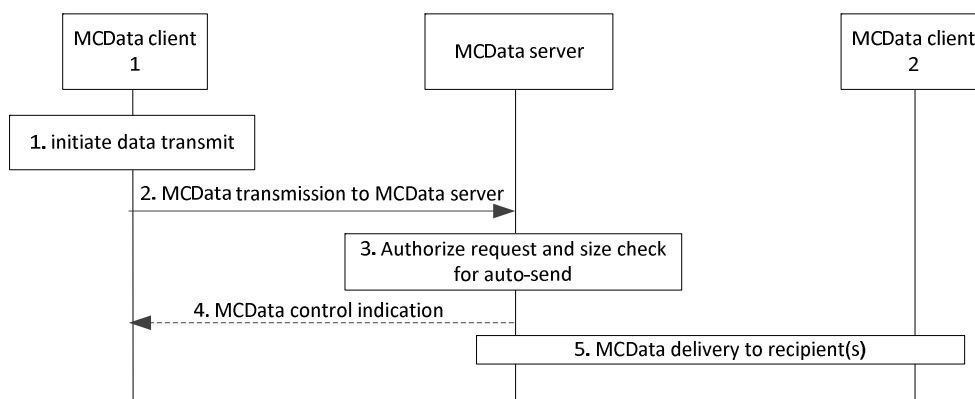 MCData client
1
MCData server
MCData client
2
1. initiate data transmit
2. MCData transmission to MCData server
3. Authorize request and size check
for auto-send
4. MCData control indication
5. MCData delivery to recipient(s)